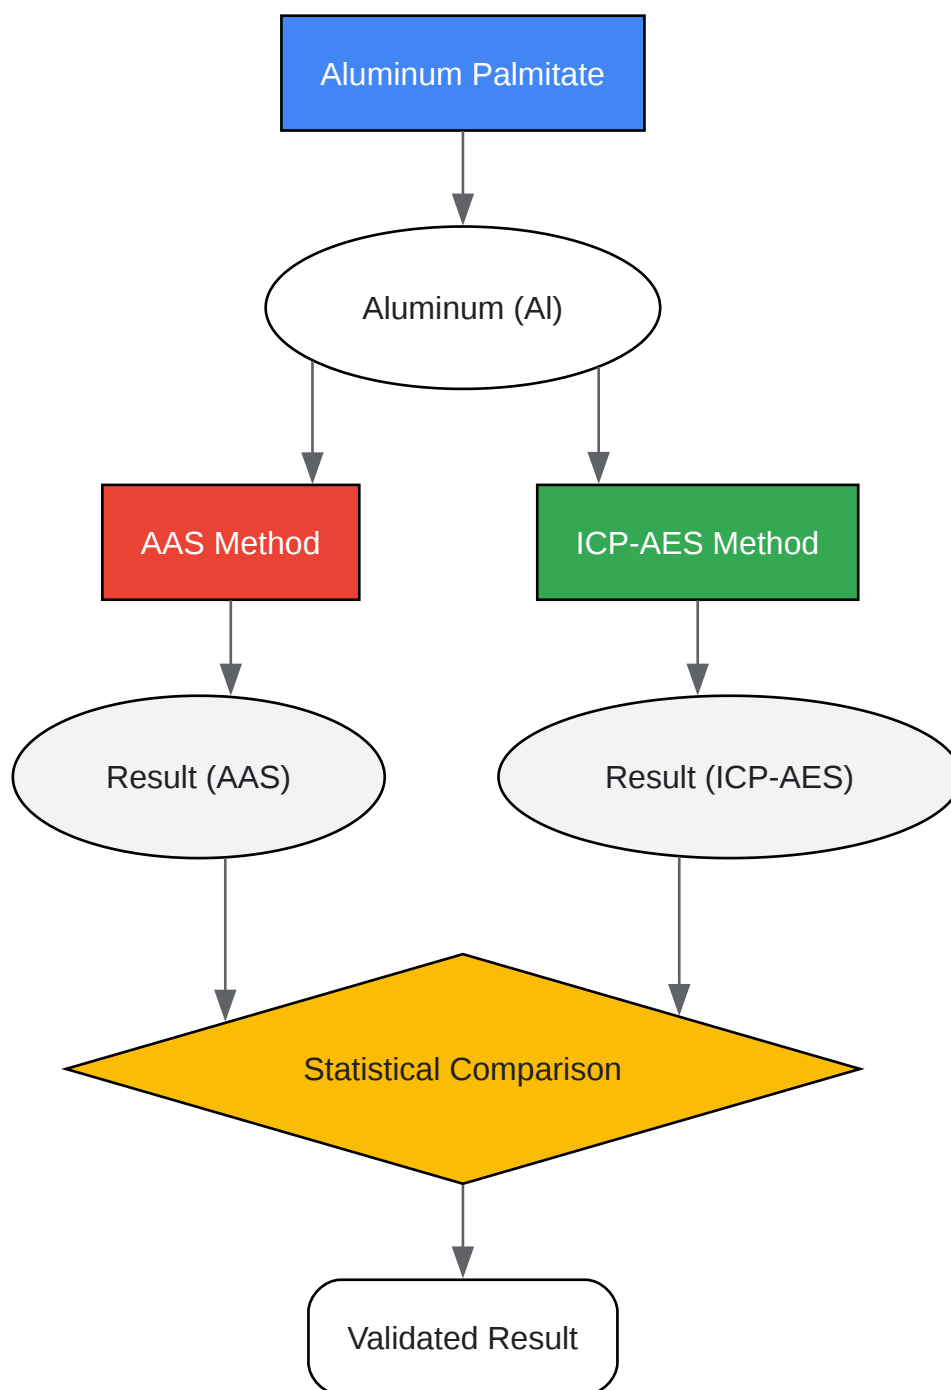 Aluminum Palmitate
Aluminum (Al)
AAS Method
ICP-AES Method
Result (AAS)
Result (ICP-AES)
Statistical Comparison
Validated Result